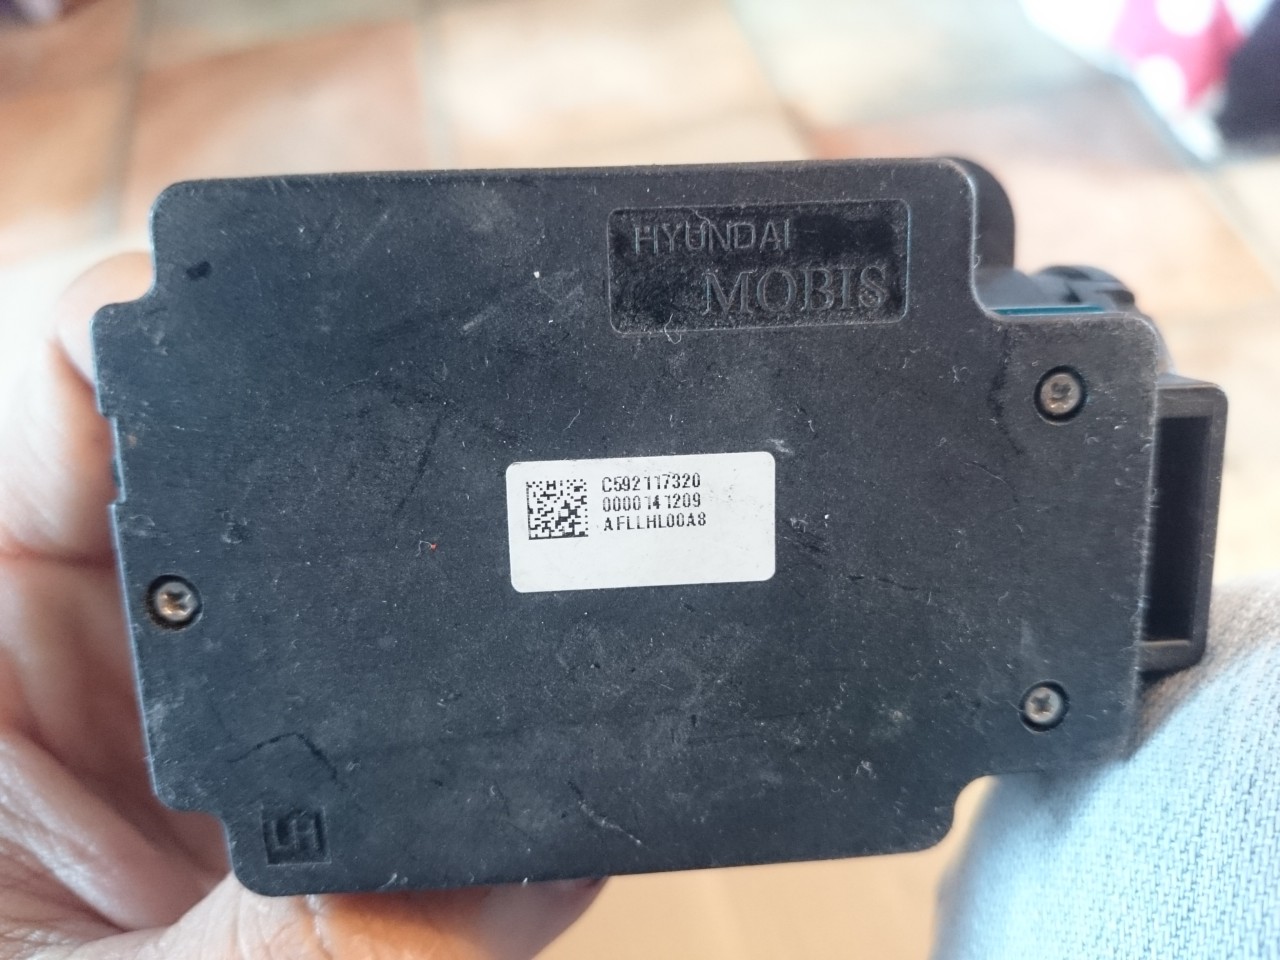 HYUNDAI
MOBIS
C592117320
0000141209
AFLLHL00A8